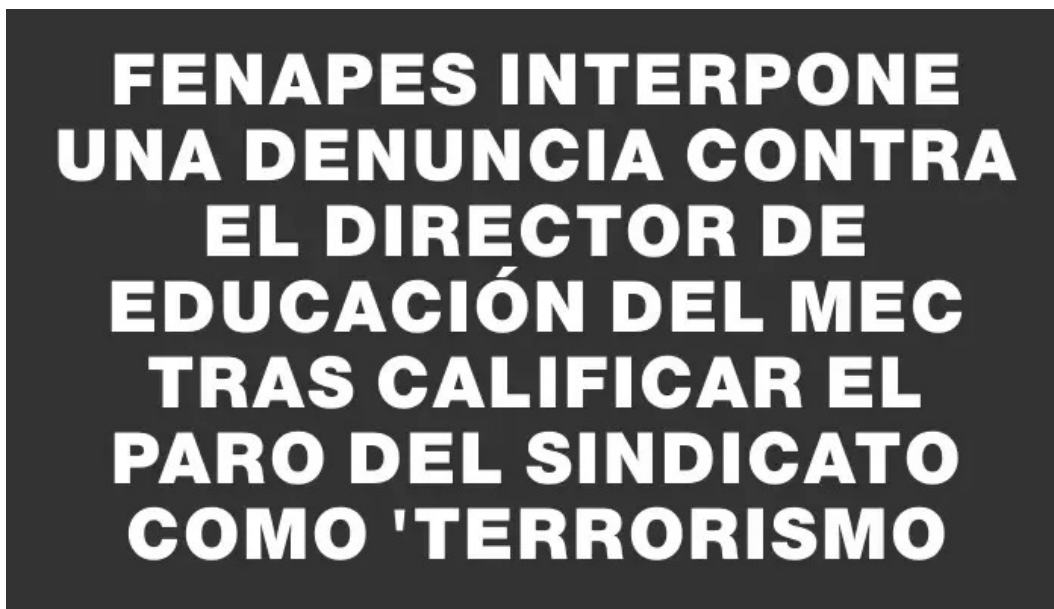 FENAPES INTERPONE
UNA DENUNCIA CONTRA
EL DIRECTOR DE
EDUCACIÓN DEL MEC
TRAS CALIFICAR EL
PARO DEL SINDICATO
COMO 'TERRORISMO